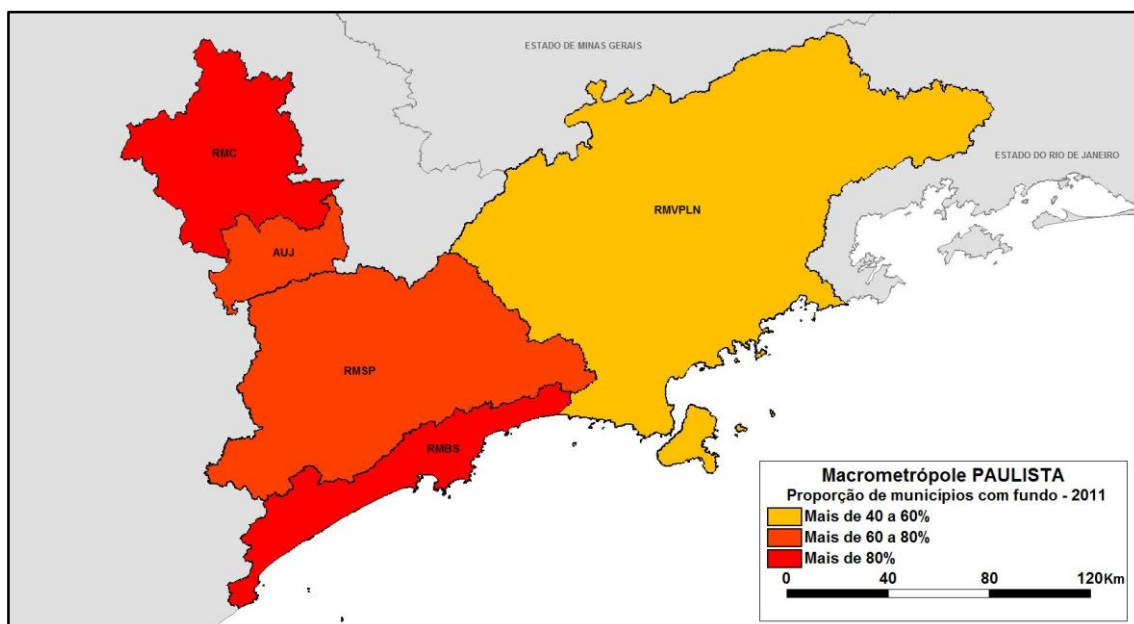 ESTADO DE MINAS GERAIS
RMC
ESTADO DO RIO DE JANEIRO
RMVPLN
AUJ
RMSP
RMBS
Macrometrópole PAULISTA
Proporção de municípios com fundo - 2011
Mais de 40 a 60%
Mais de 60 a 80%
Mais de 80%
0 40 80 120Km